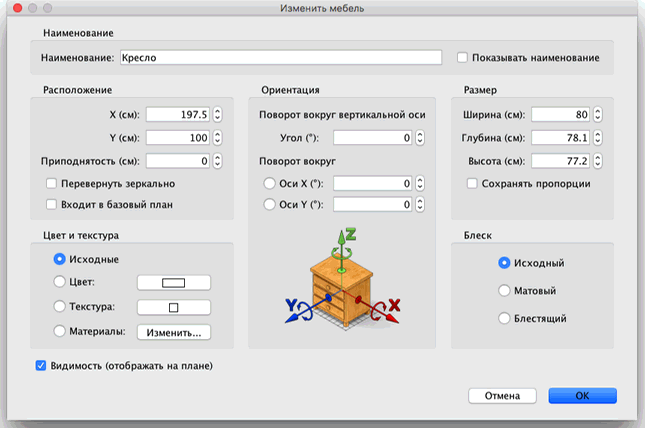 Изменить мебель
Наименование
Наименование: Кресло
Показывать наименование
Расположение
X (см): 197.5
Y (см): 100
Приподнятость (см): 0
Перевернуть зеркально
Входит в базовый план
Ориентация
Поворот вокруг вертикальной оси
Угол (°): 0
Поворот вокруг
Оси X (°): 0
Оси Y (°): 0
Z
Y
X
Размер
Ширина (см): 80
Глубина (см): 78.1
Высота (см): 77.2
Сохранять пропорции
Цвет и текстура
Исходные
Цвет:
Текстура:
Материалы: Изменить...
Блеск
Исходный
Матовый
Блестящий
Видимость (отображать на плане)
Отмена
OK